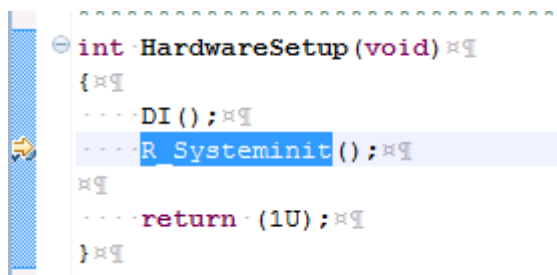 int HardwareSetup(void)
{
    DI();
    R_Systeminit();

    return (1U);
}